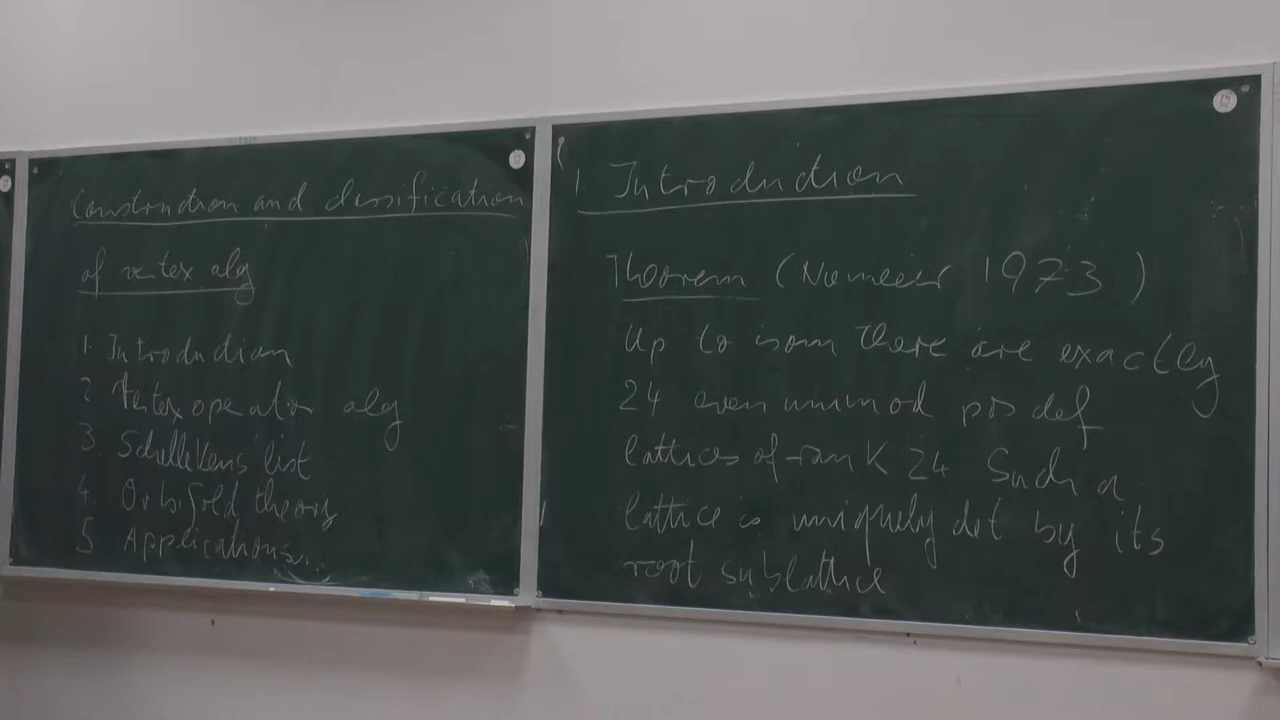 Construction and classification
of vertex alg
1. Introduction
2 Vertex operator alg
3. Schellekens list
4. Orbifold theory
5 Applications
1 Introduction
Theorem (Niemeier 1973)
Up to isom there are exactly
24 even unimod pos def
lattices of rank 24 Such a
lattice is uniquely det by its
root sublattice